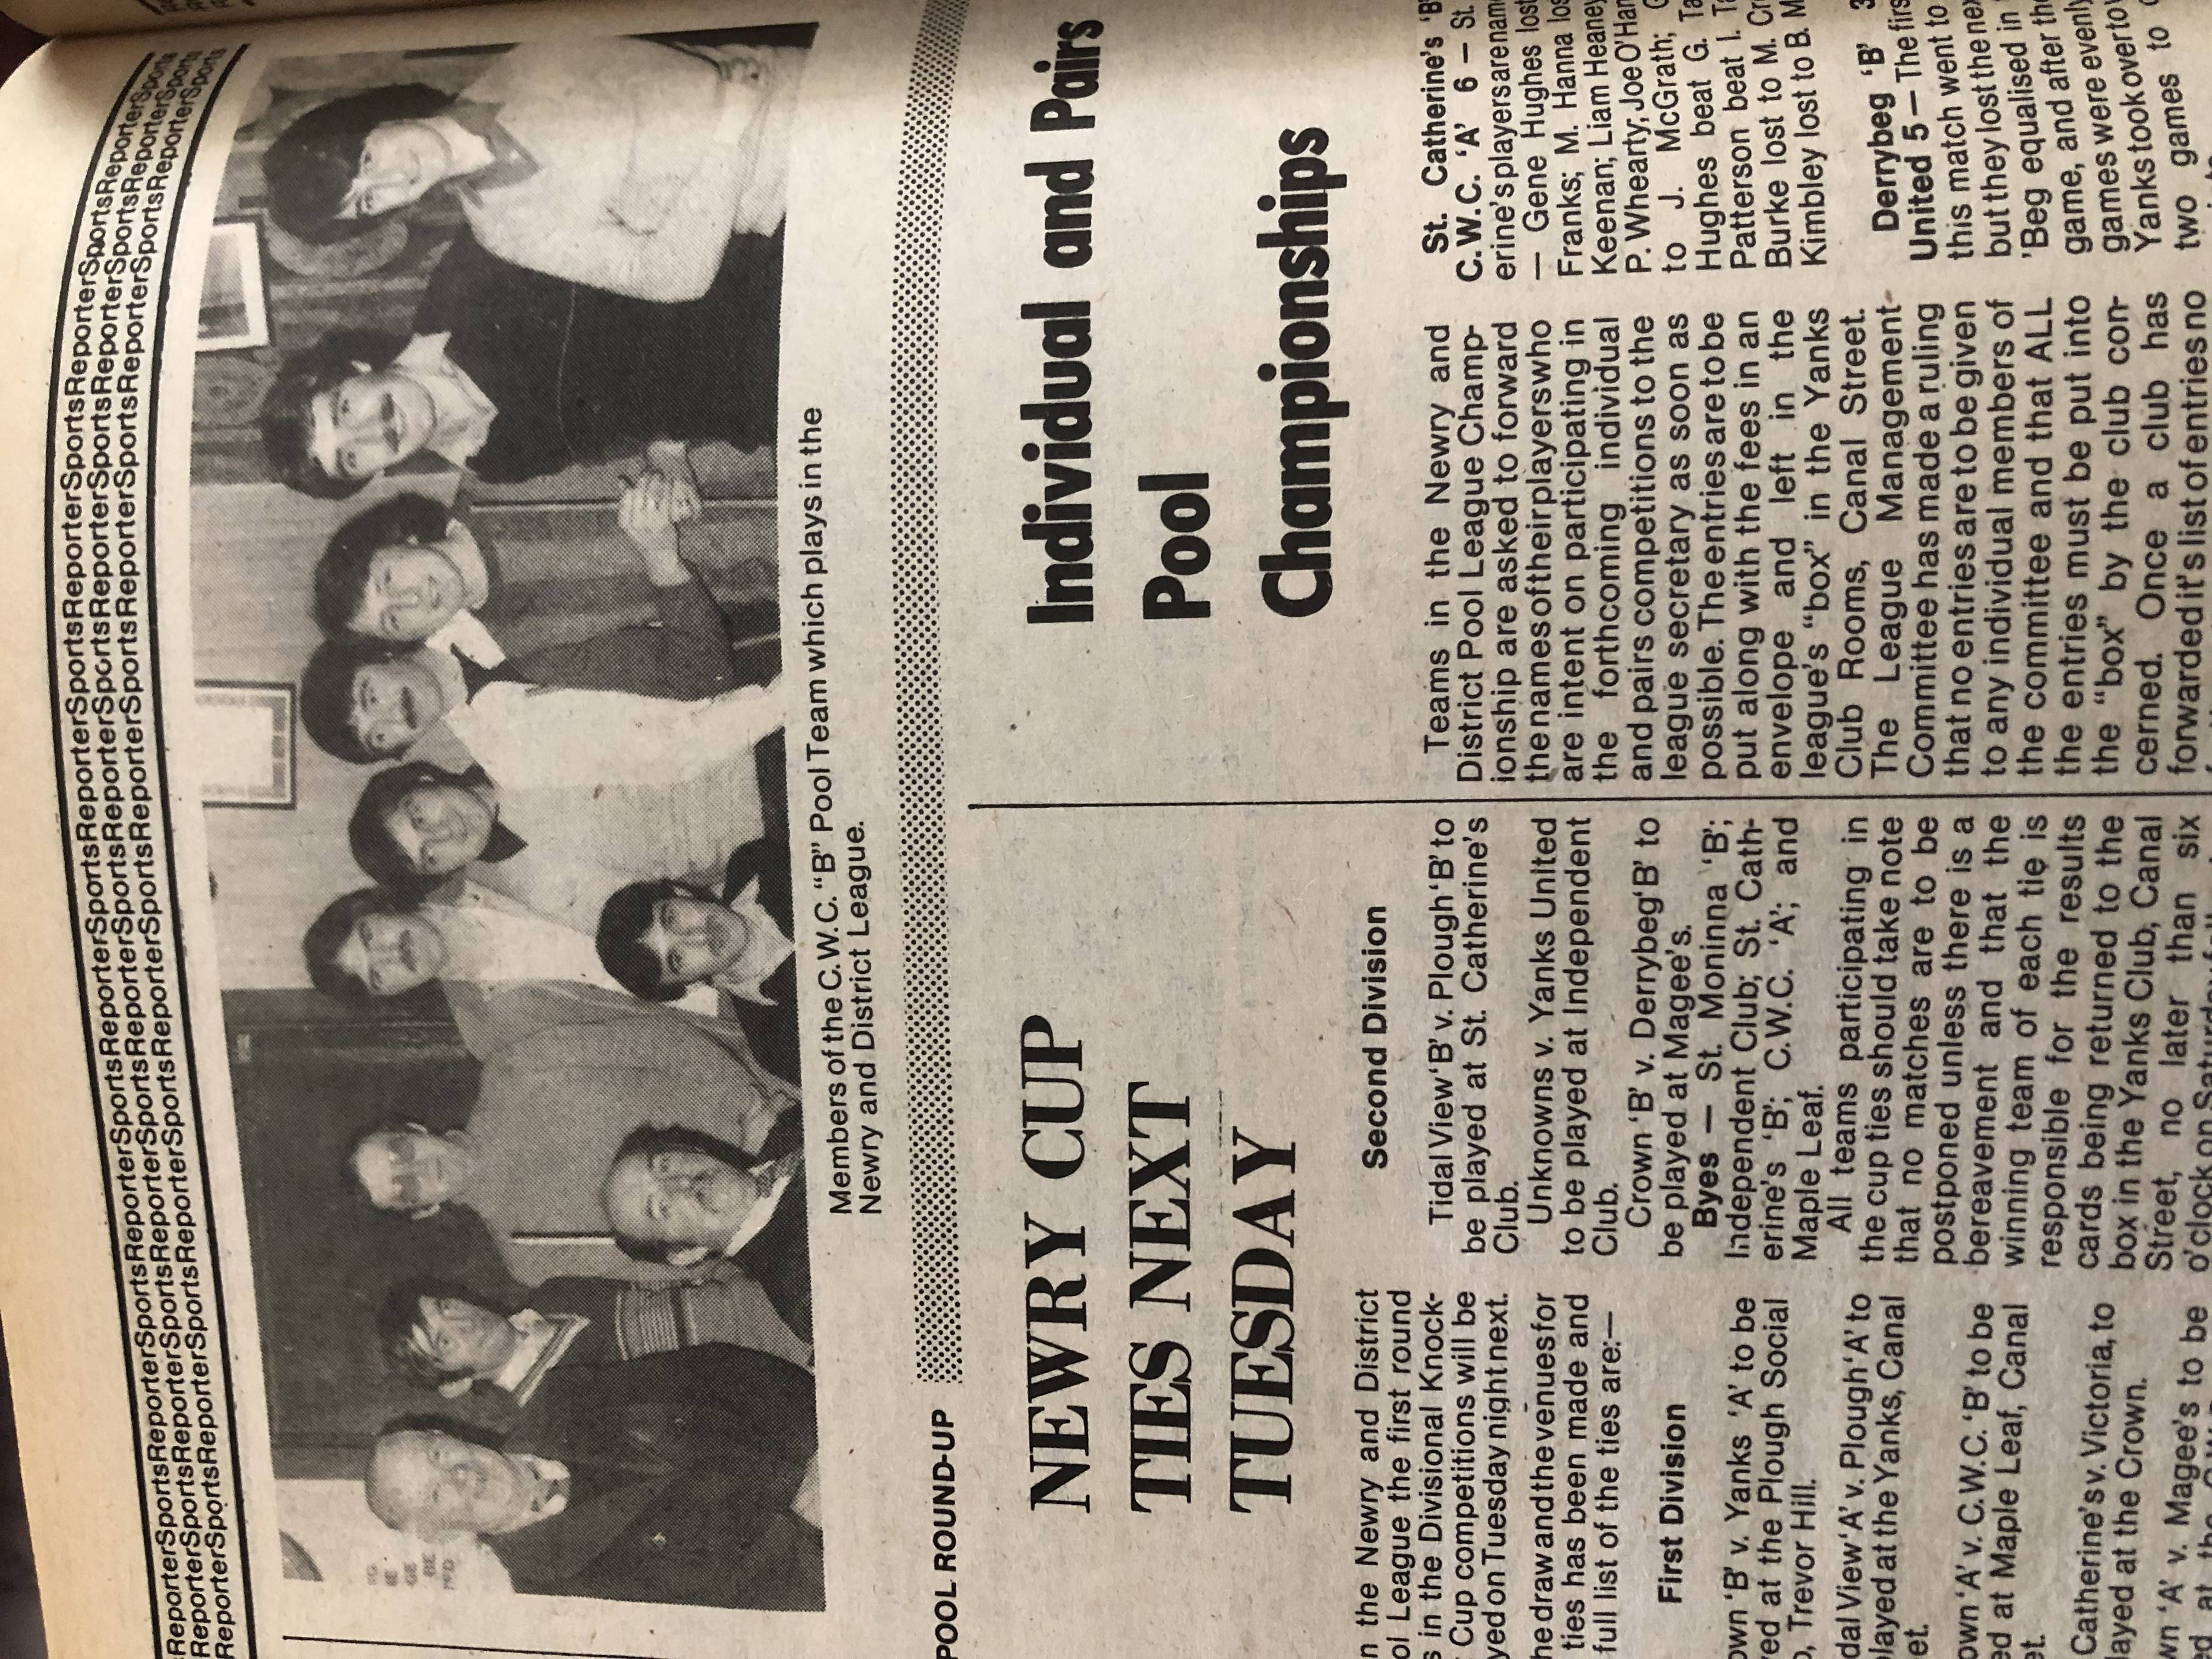 ReporterSportsReporterSportsReporterSportsReporterSportsReporterSportsReporterSportsReporterSportsReporterSports
ReporterSportsReporterSportsReporterSportsReporterSportsReporterSportsReporterSportsReporterSportsReporterSports
ReporterSportsReporterSportsReporterSportsReporterSportsReporterSportsReporterSportsReporterSportsReporterSports
Members of the C.W.C. "B" Pool Team which plays in the
Newry and District League.
POOL ROUND-UP
NEWRY CUP
TIES NEXT
TUESDAY
n the Newry and District
ol League the first round
s in the Divisional Knock-
Cup competitions will be
yed on Tuesday night next.
he draw and the venues for
ties has been made and
full list of the ties are:—
First Division
own 'B' v. Yanks 'A' to be
yed at the Plough Social
, Trevor Hill.
dal View 'A' v. Plough 'A' to
played at the Yanks, Canal
et.
own 'A' v. C.W.C. 'B' to be
ed at Maple Leaf, Canal
et.
Catherine's v. Victoria, to
layed at the Crown.
wn 'A' v. Magee's to be
Second Division
Tidal View 'B' v. Plough 'B' to
be played at St. Catherine's
Club.
Unknowns v. Yanks United
to be played at Independent
Club.
Crown 'B' v. Derrybeg 'B' to
be played at Magee's.
Byes — St. Moninna 'B';
Independent Club; St. Cath-
erine's 'B'; C.W.C. 'A'; and
Maple Leaf.
All teams participating in
the cup ties should take note
that no matches are to be
postponed unless there is a
bereavement and that the
winning team of each tie is
responsible for the results
cards being returned to the
box in the Yanks Club, Canal
Street, no later than six
o'clock on
Individual and Pairs
Pool
Championships
Teams in the Newry and
District Pool League Champ-
ionship are asked to forward
the names of their players who
are intent on participating in
the forthcoming individual
and pairs competitions to the
league secretary as soon as
possible. The entries are to be
put along with the fees in an
envelope and left in the
league's "box" in the Yanks
Club Rooms, Canal Street.
The League Management
Committee has made a ruling
that no entries are to be given
to any individual members of
the committee and that ALL
the entries must be put into
the "box" by the club con-
cerned. Once a club has
forwarded it's list of entries no
St. Catherine's 'B'
C.W.C. 'A' 6 — St.
erine's players are name
— Gene Hughes lost
Franks; M. Hanna los
Keenan; Liam Heaney
P. Whearty, Joe O'Han
to J. McGrath; G
Hughes beat G. Ta
Patterson beat I. Ta
Burke lost to M. Cr
Kimbley lost to B. M
Derrybeg 'B' 3
United 5 — The firs
this match went to
but they lost the nex
'Beg equalised in
game, and after the
games were evenly
Yanks took over to
two games to